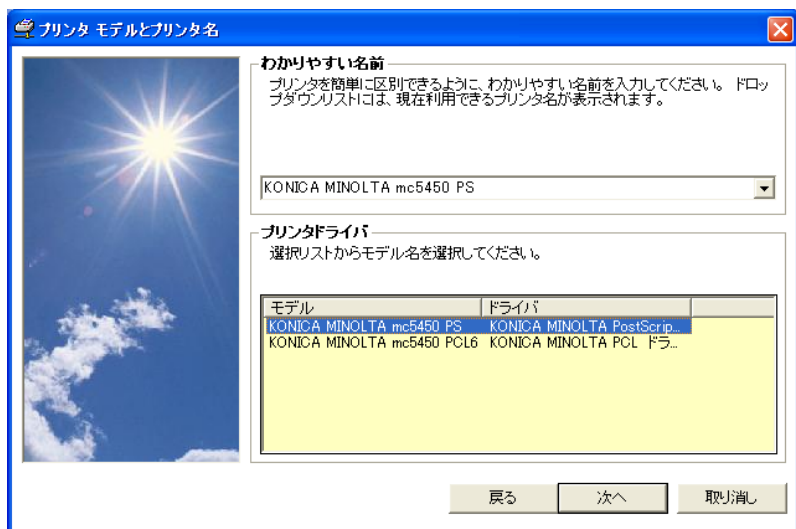 プリンタ モデルとプリンタ名
わかりやすい名前
プリンタを簡単に区別できるように、わかりやすい名前を入力してください。 ドロッ
プダウンリストには、現在利用できるプリンタ名が表示されます。
KONICA MINOLTA mc5450 PS
プリンタドライバ
選択リストからモデル名を選択してください。
モデル ドライバ
KONICA MINOLTA mc5450 PS KONICA MINOLTA PostScrip...
KONICA MINOLTA mc5450 PCL6 KONICA MINOLTA PCL ドラ...
戻る 次へ 取り消し